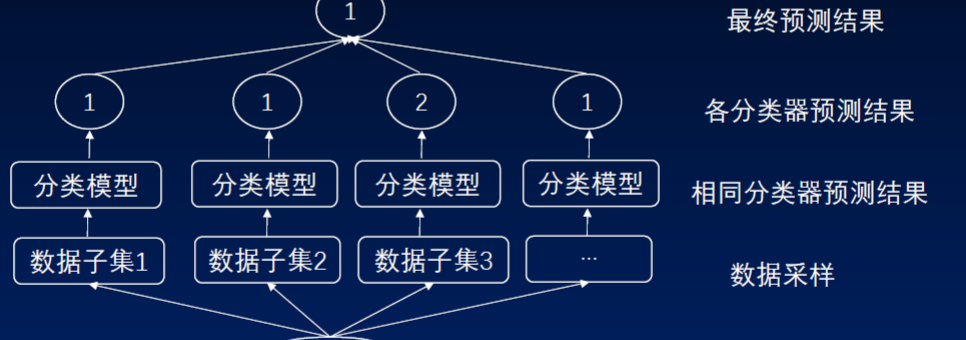 1
最终预测结果
1
1
2
1
各分类器预测结果
分类模型
分类模型
分类模型
分类模型
相同分类器预测结果
数据子集1
数据子集2
数据子集3
...
数据采样